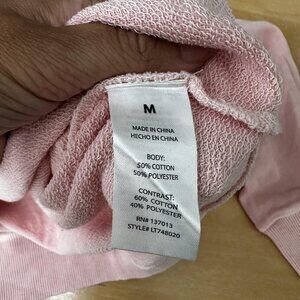 M
MADE IN CHINA
HECHO EN CHINA
BODY:
50% COTTON
50% POLYESTER
CONTRAST:
60% COTTON
40% POLYESTER
RN# 137013
STYLE# LT748020